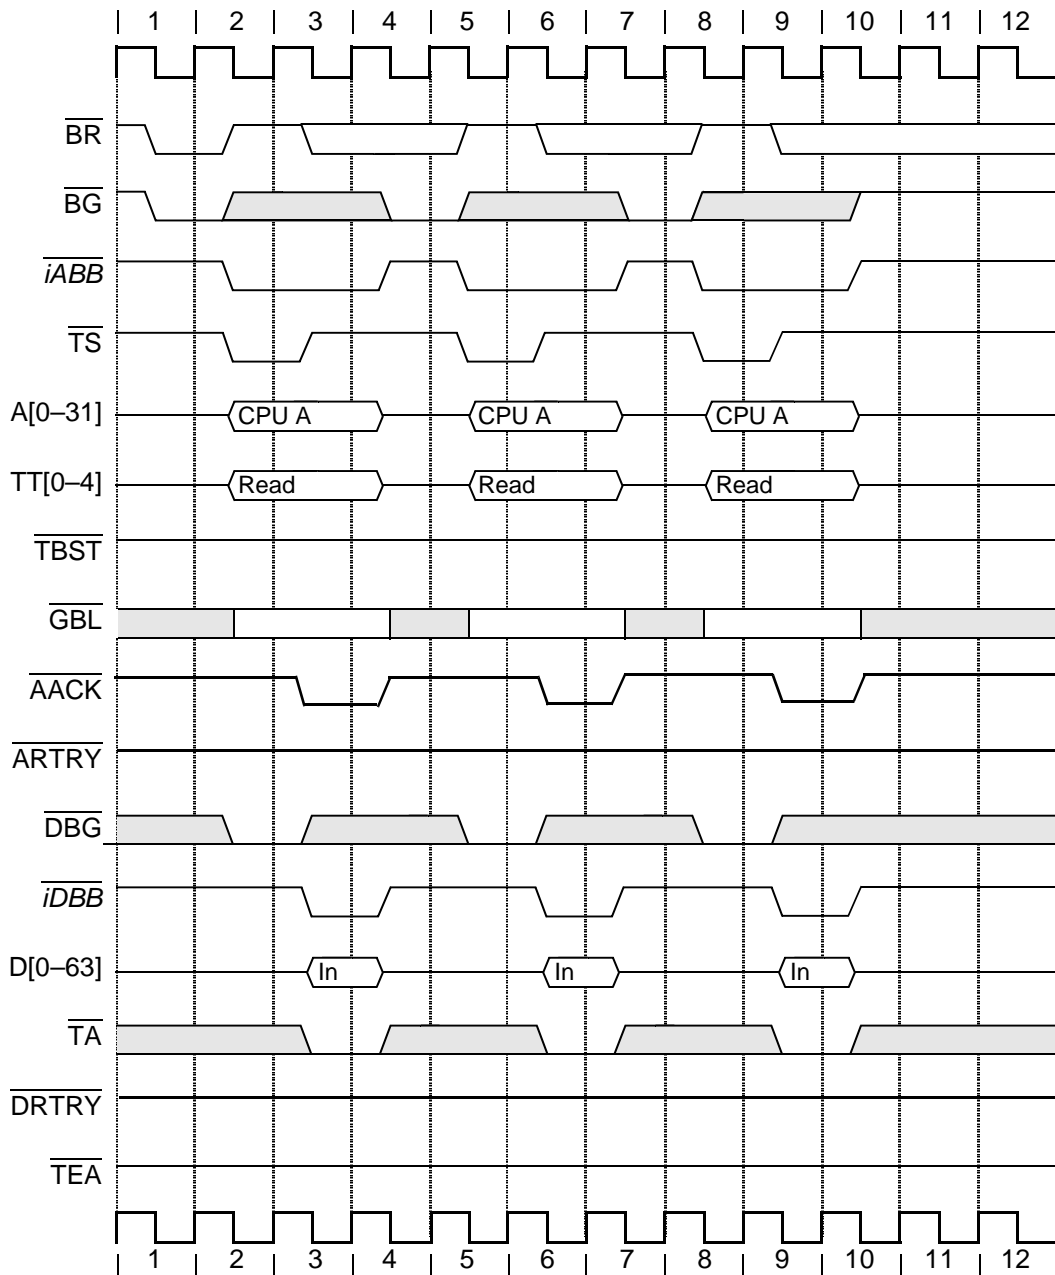 1 2 3 4 5 6 7 8 9 10 11 12
BR
BG
iABB
TS
A[0–31] CPU A CPU A CPU A
TT[0–4] Read Read Read
TBST
GBL
AACK
ARTRY
DBG
iDBB
D[0–63] In In In
TA
DRTRY
TEA
1 2 3 4 5 6 7 8 9 10 11 12